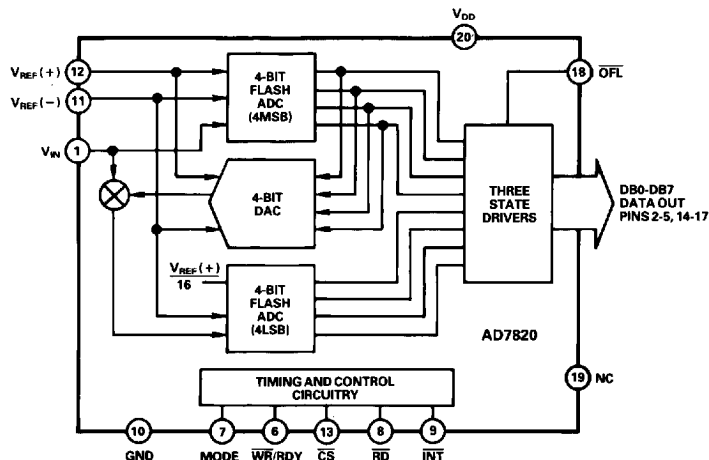 V_DD
20
V_REF(+) 12
V_REF(−) 11
V_IN 1
4-BIT
FLASH
ADC
(4MSB)
18 OFL
4-BIT
DAC
THREE
STATE
DRIVERS
DB0-DB7
DATA OUT
PINS 2-5, 14-17
V_REF(+)
16
4-BIT
FLASH
ADC
(4LSB)
AD7820
19 NC
TIMING AND CONTROL
CIRCUITRY
10 7 6 13 8 9
GND MODE WR/RDY CS RD INT